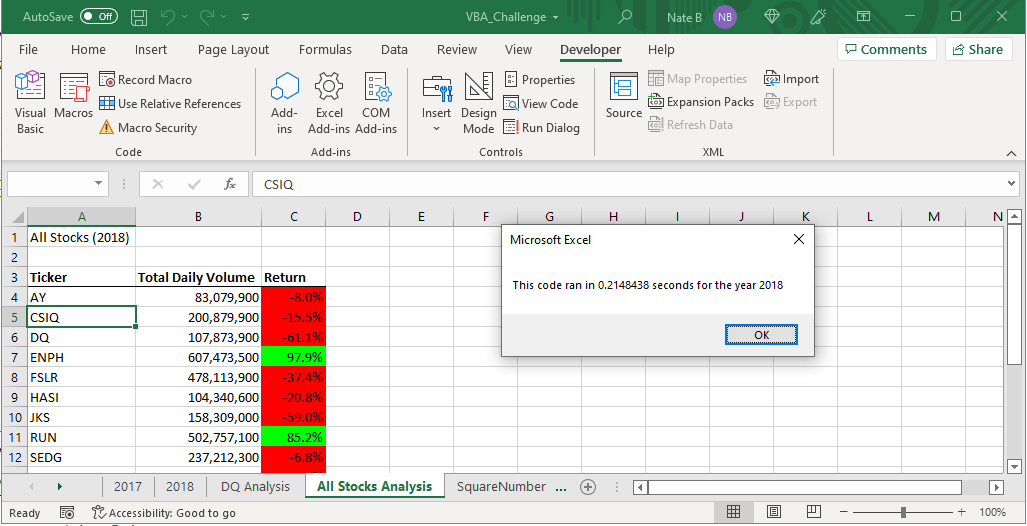 AutoSave Off VBA_Challenge Nate B NB
File Home Insert Page Layout Formulas Data Review View Developer Help Comments Share
Visual Basic
Macros
Record Macro
Use Relative References
Macro Security
Code
Add-ins
Excel Add-ins
COM Add-ins
Add-ins
Insert
Design Mode
Properties
View Code
Run Dialog
Controls
Source
Map Properties
Expansion Packs
Refresh Data
Import
Export
XML
fx CSIQ
A B C D E F G H I J K L M N
1 All Stocks (2018)
2
3 Ticker Total Daily Volume Return
4 AY 83,079,900 -8.0%
5 CSIQ 200,879,900 -15.5%
6 DQ 107,873,900 -61.1%
7 ENPH 607,473,500 97.9%
8 FSLR 478,113,900 -37.4%
9 HASI 104,340,600 -20.8%
10 JKS 158,309,000 -59.0%
11 RUN 502,757,100 85.2%
12 SEDG 237,212,300 -6.8%
Microsoft Excel
This code ran in 0.2148438 seconds for the year 2018
OK
2017 2018 DQ Analysis All Stocks Analysis SquareNumber ...
Ready Accessibility: Good to go 100%